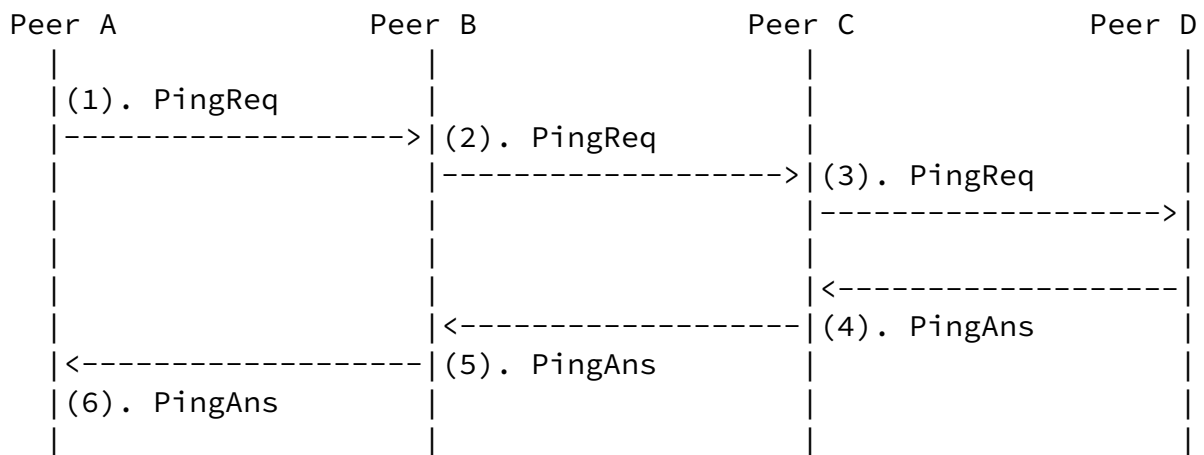 Peer A Peer B Peer C Peer D
(1). PingReq
(2). PingReq
(3). PingReq
(4). PingAns
(5). PingAns
(6). PingAns